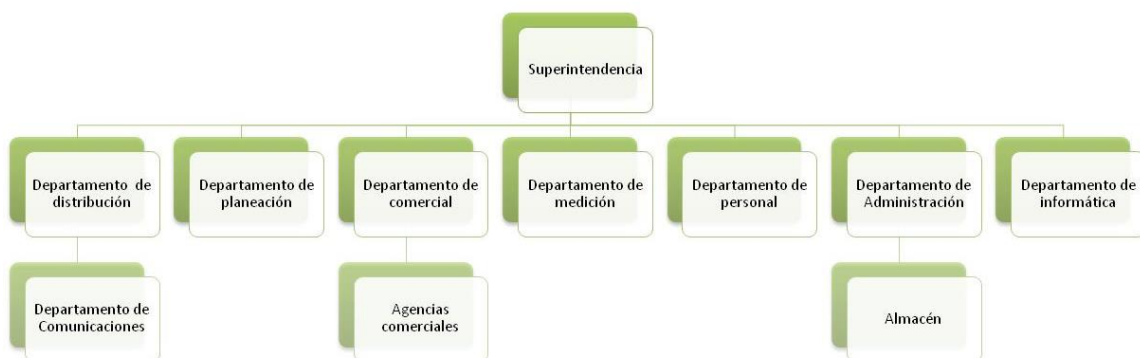 Superintendencia
Departamento de
distribución
Departamento de
planeación
Departamento de
comercial
Departamento de
medición
Departamento de
personal
Departamento de
Administración
Departamento de
informática
Departamento de
Comunicaciones
Agencias
comerciales
Almacén